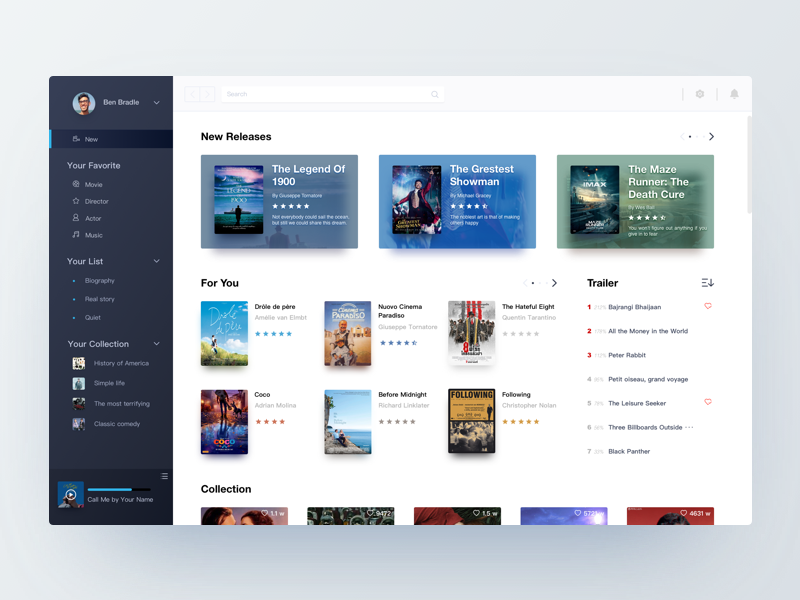 Ben Bradle
Search
New
Your Favorite
Movie
Director
Actor
Music
Your List
Biography
Real story
Quiet
Your Collection
History of America
Simple life
The most terrifying
Classic comedy
Call Me by Your Name
New Releases
The Legend Of
1900
By Giuseppe Tornatore
Not everybody could sail the ocean,
but still we could share this dream.
The Grestest
Showman
By Michael Gracey
The noblest art is that of making
others happy
IMAX
The Maze
Runner: The
Death Cure
By Wes Ball
You won't figure out anything if you
give in to fear
For You
Drôle de père
Amélie van Elmbt
CINEMA
PARADISO
Nuovo Cinema
Paradiso
Giuseppe Tornatore
The Hateful Eight
Quentin Tarantino
COCO
Coco
Adrian Molina
Before Midnight
Richard Linklater
FOLLOWING
Following
Christopher Nolan
Trailer
1 Bajrangi Bhaijaan
2 All the Money in the World
3 Peter Rabbit
4 Petit oiseau, grand voyage
5 The Leisure Seeker
6 Three Billboards Outside ···
7 Black Panther
Collection
1.1 w
9472
1.5 w
572
4631 w